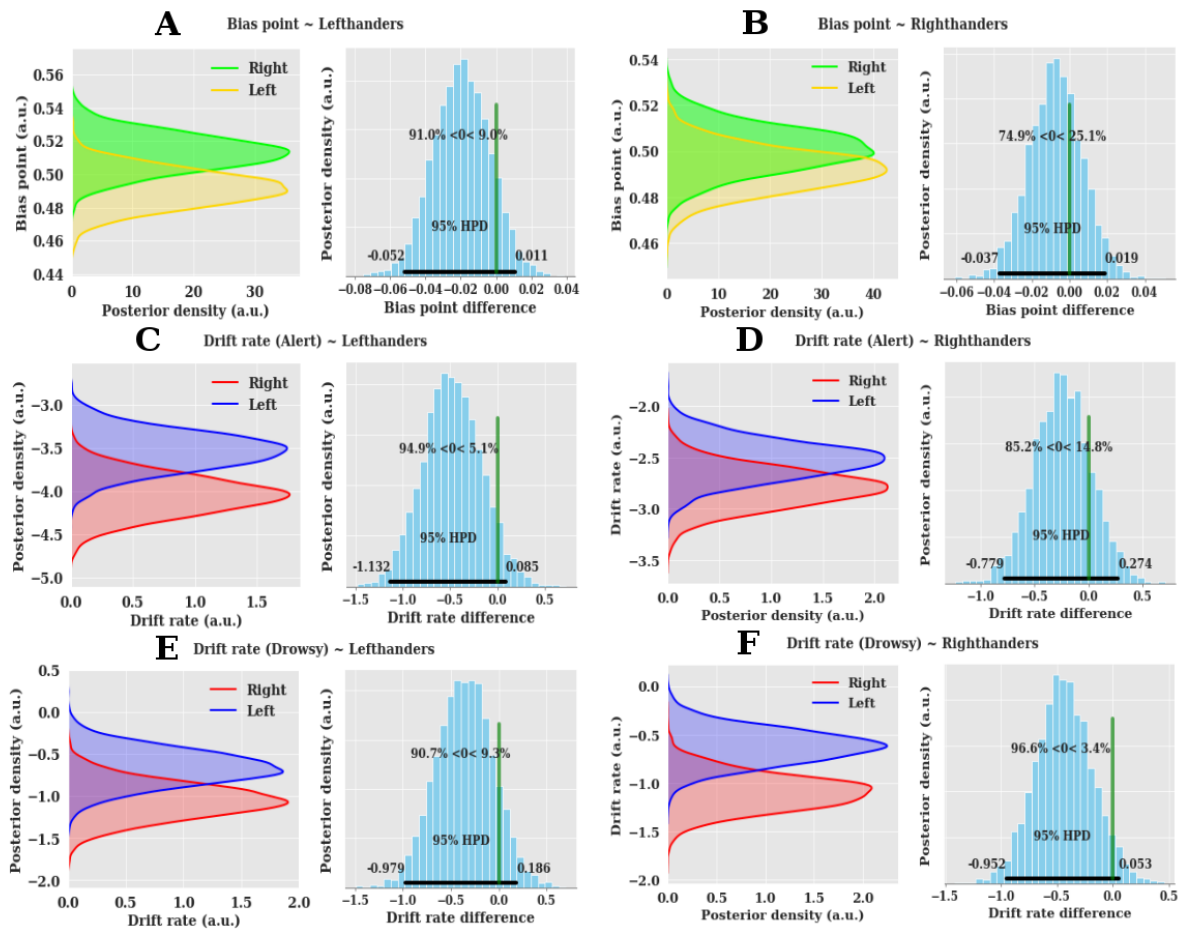 A Bias point ~ Lefthanders
Bias point (a.u.)
0.56
0.54
0.52
0.50
0.48
0.46
0.44
Right
Left
0 10 20 30
Posterior density (a.u.)
Posterior density (a.u.)
91.0% <0< 9.0%
95% HPD
-0.052 0.011
−0.08 −0.06 −0.04 −0.02 0.00 0.02 0.04
Bias point difference
B Bias point ~ Righthanders
Bias point (a.u.)
0.54
0.52
0.50
0.48
0.46
Right
Left
0 10 20 30 40
Posterior density (a.u.)
Posterior density (a.u.)
74.9% <0< 25.1%
95% HPD
-0.037 0.019
−0.06 −0.04 −0.02 0.00 0.02 0.04
Bias point difference
C Drift rate (Alert) ~ Lefthanders
Posterior density (a.u.)
−3.0
−3.5
−4.0
−4.5
−5.0
Right
Left
0.0 0.5 1.0 1.5
Drift rate (a.u.)
Posterior density (a.u.)
94.9% <0< 5.1%
95% HPD
-1.132 0.085
−1.5 −1.0 −0.5 0.0 0.5
Drift rate difference
D Drift rate (Alert) ~ Righthanders
Drift rate (a.u.)
−2.0
−2.5
−3.0
−3.5
Right
Left
0.0 0.5 1.0 1.5 2.0
Posterior density (a.u.)
Posterior density (a.u.)
85.2% <0< 14.8%
95% HPD
-0.779 0.274
−1.0 −0.5 0.0 0.5
Drift rate difference
E Drift rate (Drowsy) ~ Lefthanders
Posterior density (a.u.)
0.5
0.0
−0.5
−1.0
−1.5
−2.0
Right
Left
0.0 0.5 1.0 1.5 2.0
Drift rate (a.u.)
Posterior density (a.u.)
90.7% <0< 9.3%
95% HPD
-0.979 0.186
−1.5 −1.0 −0.5 0.0 0.5
Drift rate difference
F Drift rate (Drowsy) ~ Righthanders
Drift rate (a.u.)
0.0
−0.5
−1.0
−1.5
−2.0
Right
Left
0.0 0.5 1.0 1.5 2.0
Posterior density (a.u.)
Posterior density (a.u.)
96.6% <0< 3.4%
95% HPD
-0.952 0.053
−1.5 −1.0 −0.5 0.0 0.5
Drift rate difference